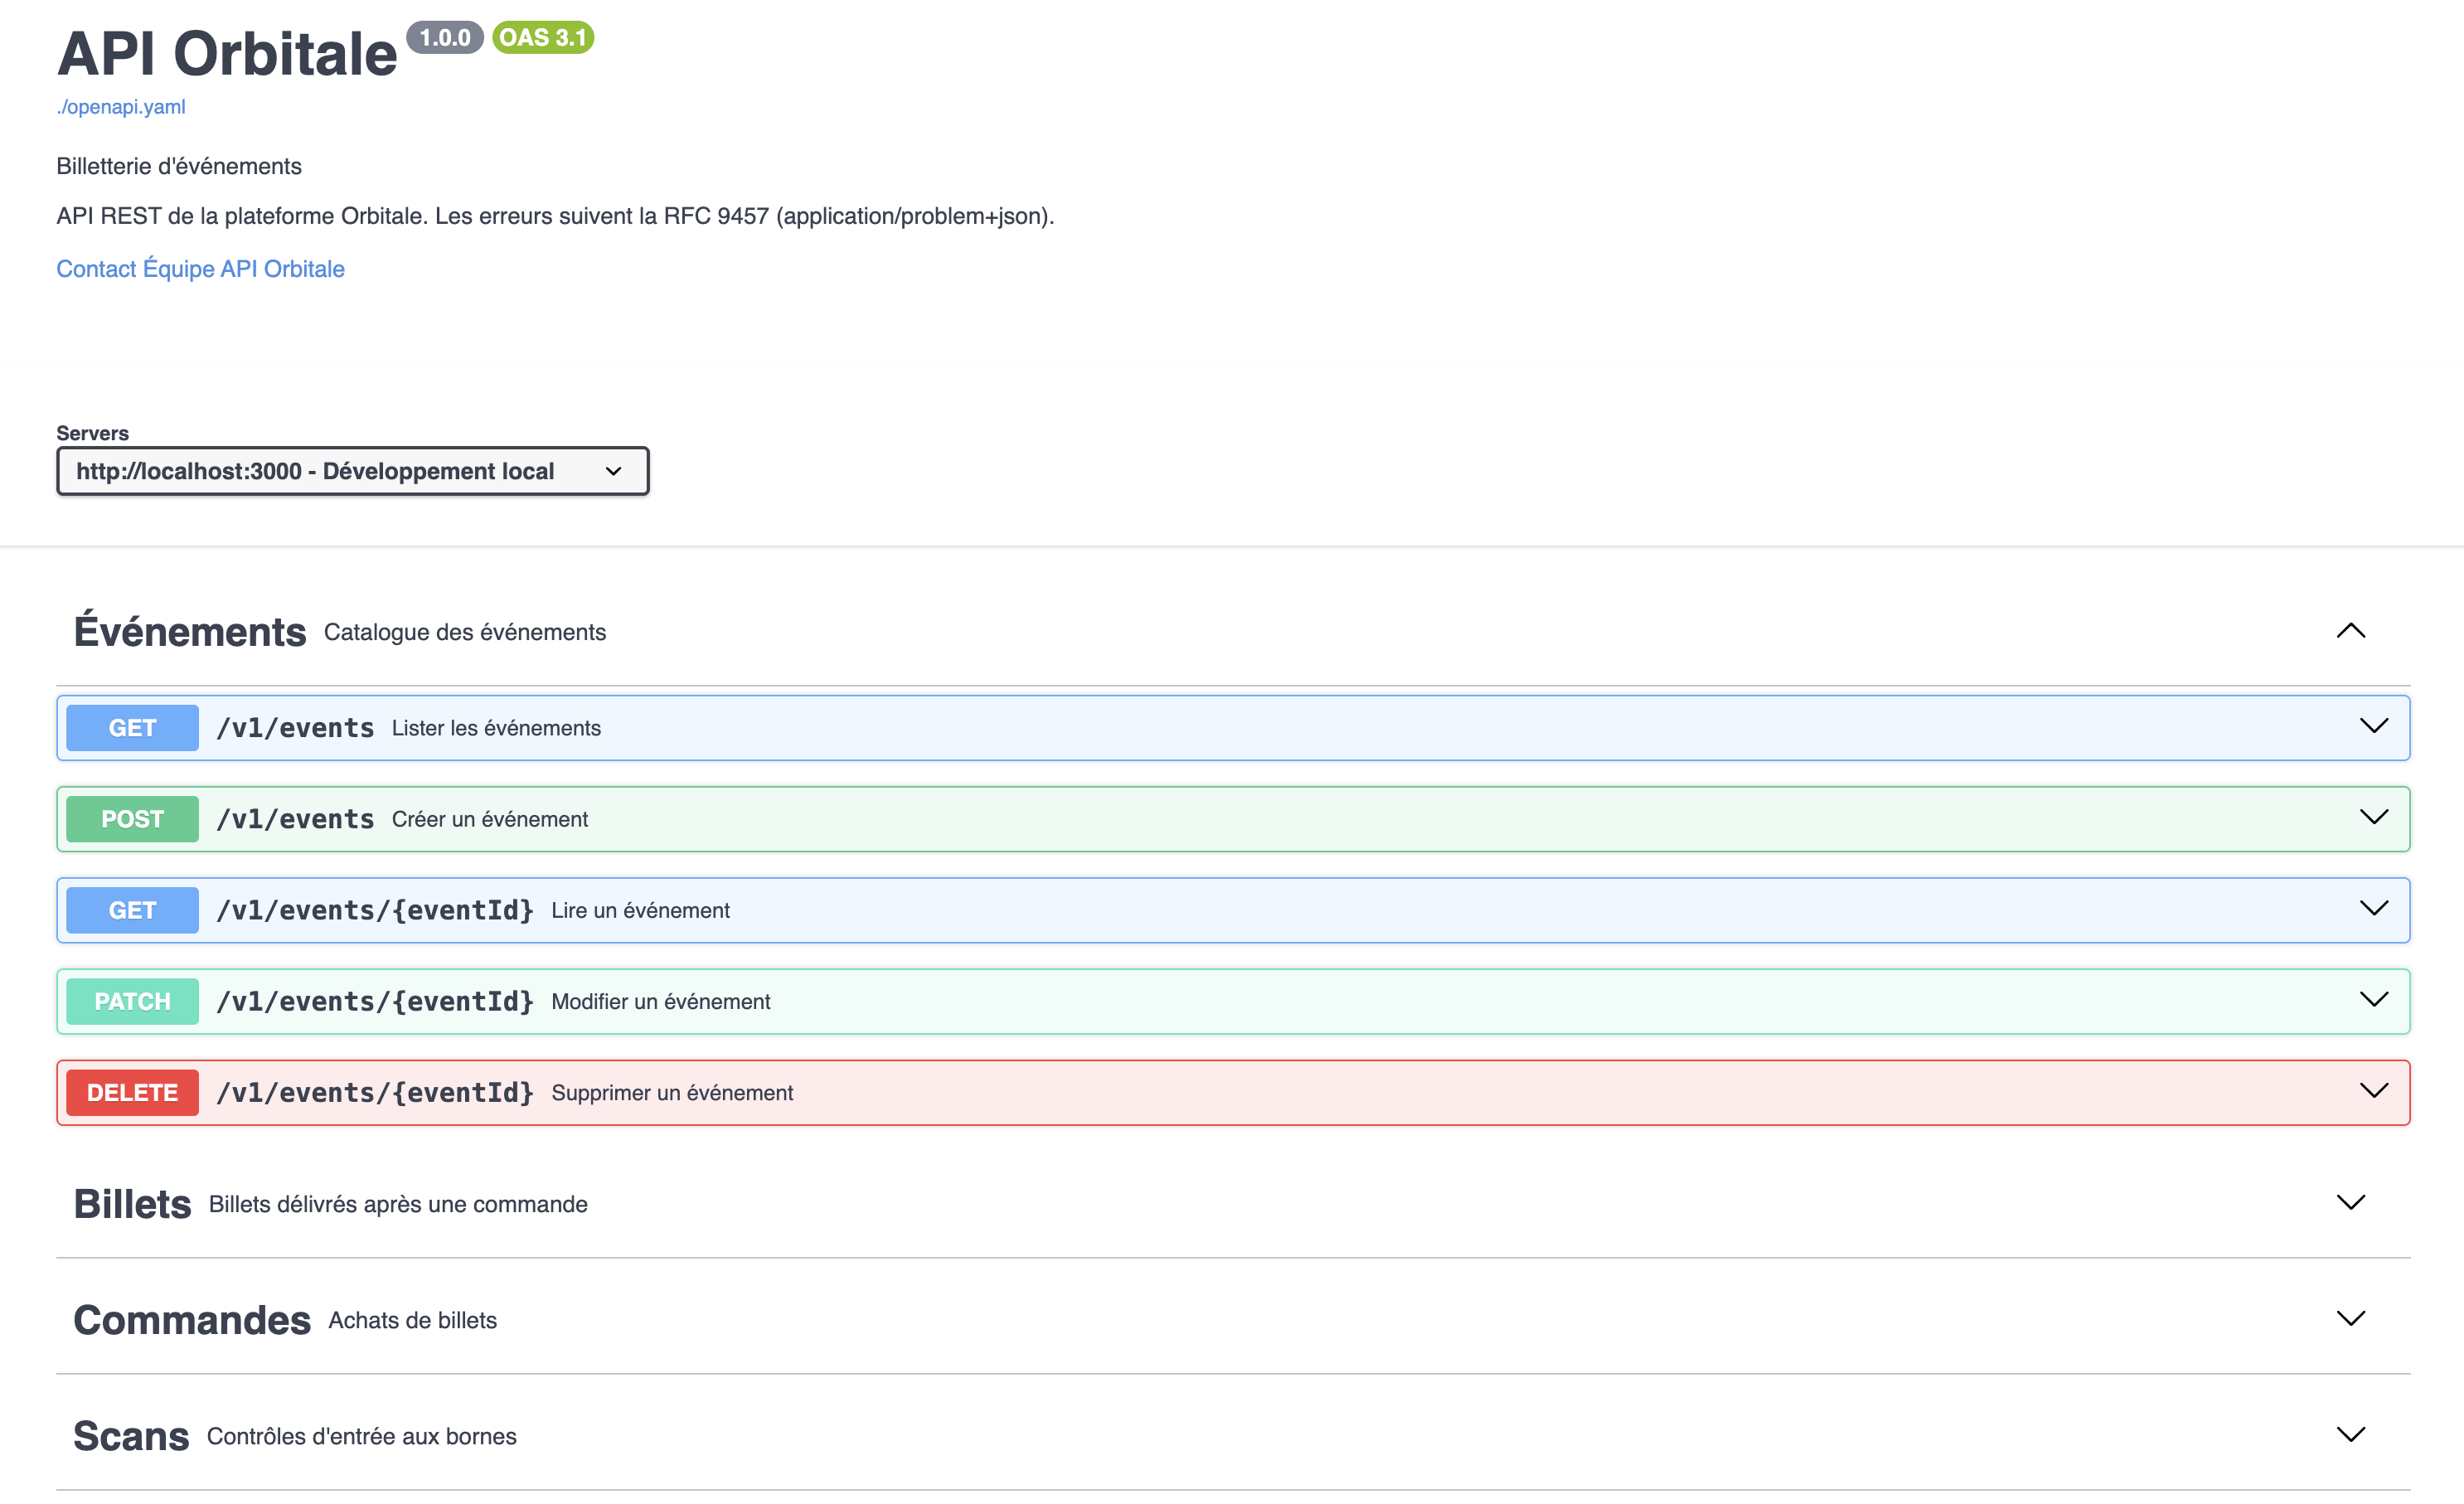 API Orbitale 1.0.0 OAS 3.1
./openapi.yaml
Billetterie d'événements
API REST de la plateforme Orbitale. Les erreurs suivent la RFC 9457 (application/problem+json).
Contact Équipe API Orbitale
Servers
http://localhost:3000 - Développement local
Événements Catalogue des événements
GET /v1/events Lister les événements
POST /v1/events Créer un événement
GET /v1/events/{eventId} Lire un événement
PATCH /v1/events/{eventId} Modifier un événement
DELETE /v1/events/{eventId} Supprimer un événement
Billets Billets délivrés après une commande
Commandes Achats de billets
Scans Contrôles d'entrée aux bornes